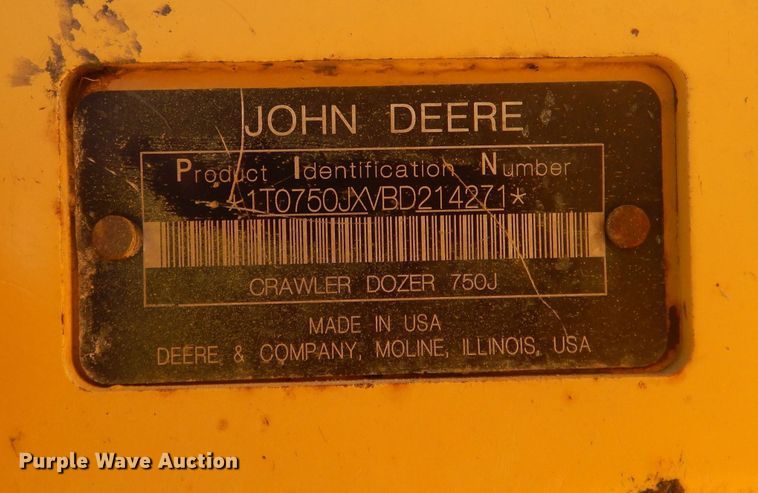 JOHN DEERE
Product Identification Number
*1T0750JXVBD214271*
CRAWLER DOZER 750J
MADE IN USA
DEERE & COMPANY, MOLINE, ILLINOIS, USA
Purple Wave Auction